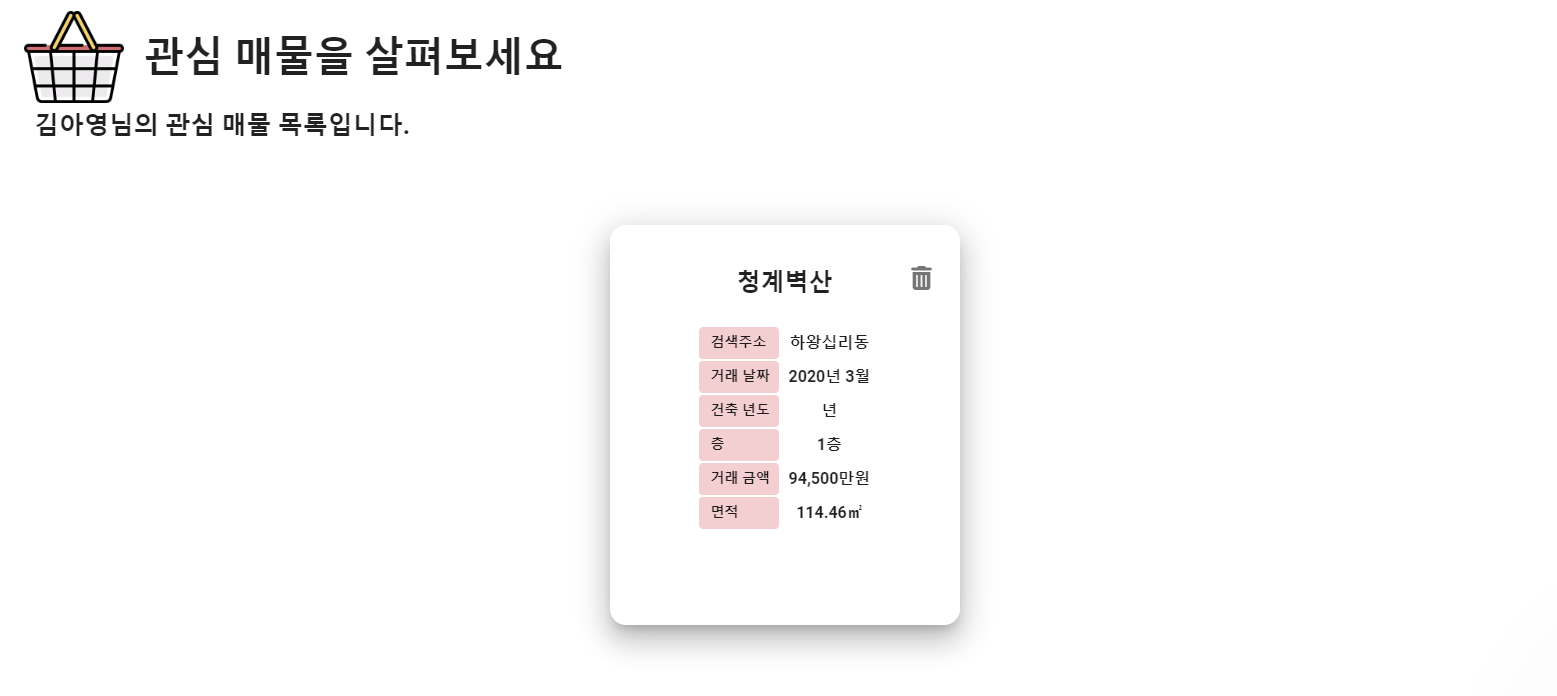 관심 매물을 살펴보세요
김아영님의 관심 매물 목록입니다.
청계벽산
검색주소 하왕십리동
거래 날짜 2020년 3월
건축 년도 년
층 1층
거래 금액 94,500만원
면적 114.46㎡